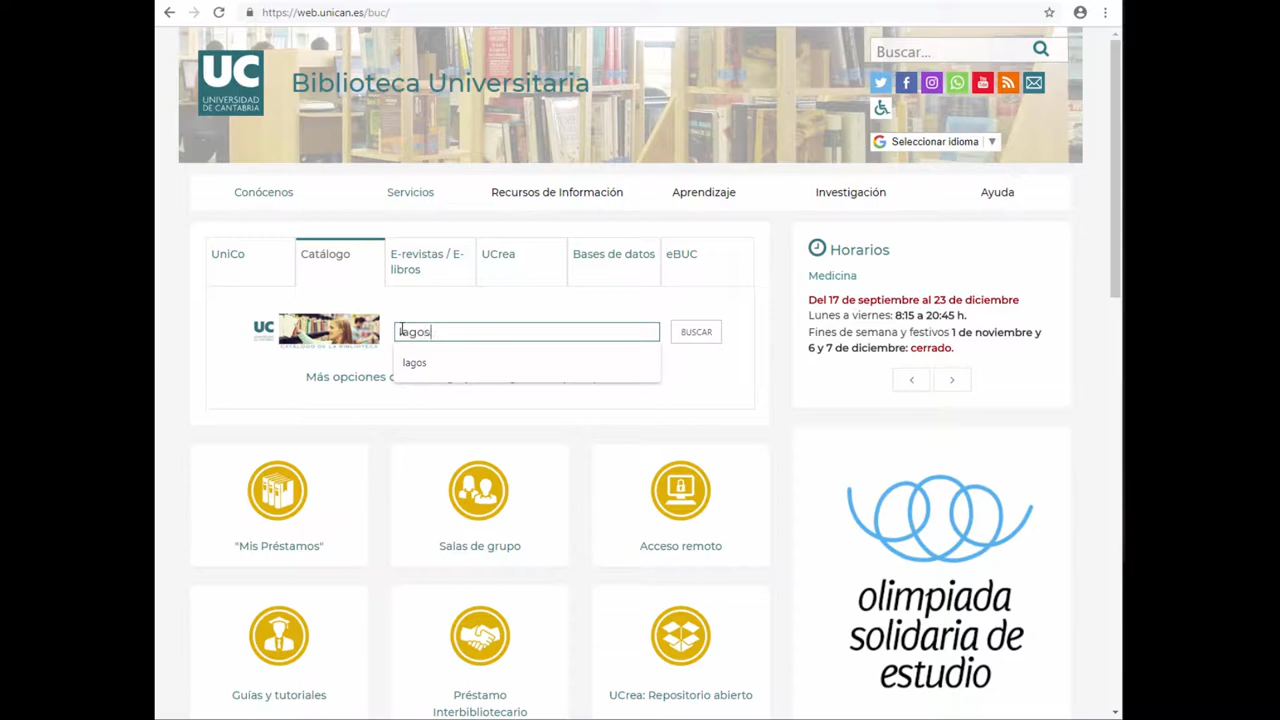 https://web.unican.es/buc/
UC
UNIVERSIDAD
DE CANTABRIA
Biblioteca Universitaria
Buscar...
Seleccionar idioma ▼
Conócenos
Servicios
Recursos de Información
Aprendizaje
Investigación
Ayuda
UniCo
Catálogo
E-revistas / E-
libros
UCrea
Bases de datos
eBUC
UC
lagos
BUSCAR
lagos
Más opciones
Horarios
Medicina
Del 17 de septiembre al 23 de diciembre
Lunes a viernes: 8:15 a 20:45 h.
Fines de semana y festivos 1 de noviembre y
6 y 7 de diciembre: cerrado.
"Mis Préstamos"
Salas de grupo
Acceso remoto
Guías y tutoriales
Préstamo
Interbibliotecario
UCrea: Repositorio abierto
olimpiada
solidaria de
estudio